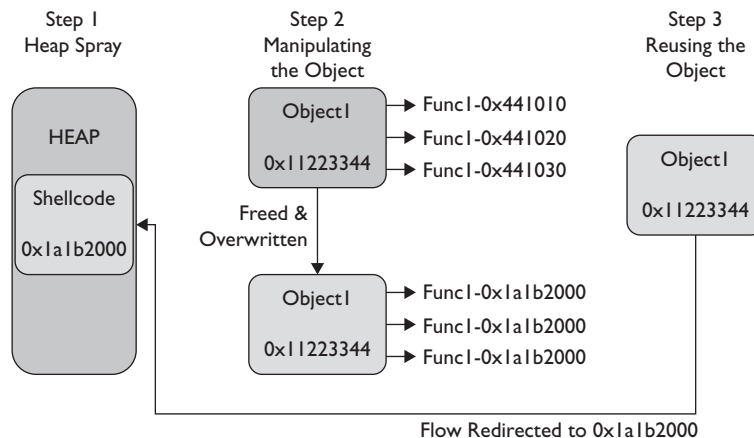 Step 1
Heap Spray
HEAP
Shellcode
0x1a1b2000
Step 2
Manipulating
the Object
Object1
0x11223344
Func1-0x441010
Func1-0x441020
Func1-0x441030
Freed &
Overwritten
Object1
0x11223344
Func1-0x1a1b2000
Func1-0x1a1b2000
Func1-0x1a1b2000
Step 3
Reusing the
Object
Object1
0x11223344
Flow Redirected to 0x1a1b2000